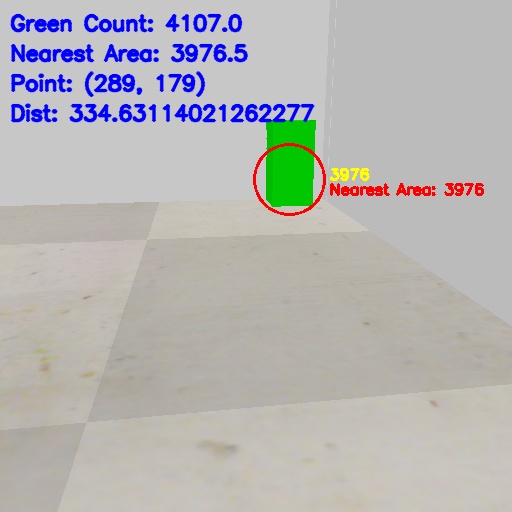 Green Count: 4107.0
Nearest Area: 3976.5
Point: (289, 179)
Dist: 334.63114021262277
3976
Nearest Area: 3976